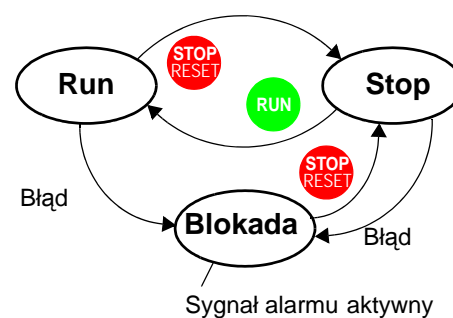 STOP
RESET
Run
Stop
RUN
STOP
RESET
Błąd
Blokada
Błąd
Sygnał alarmu aktywny